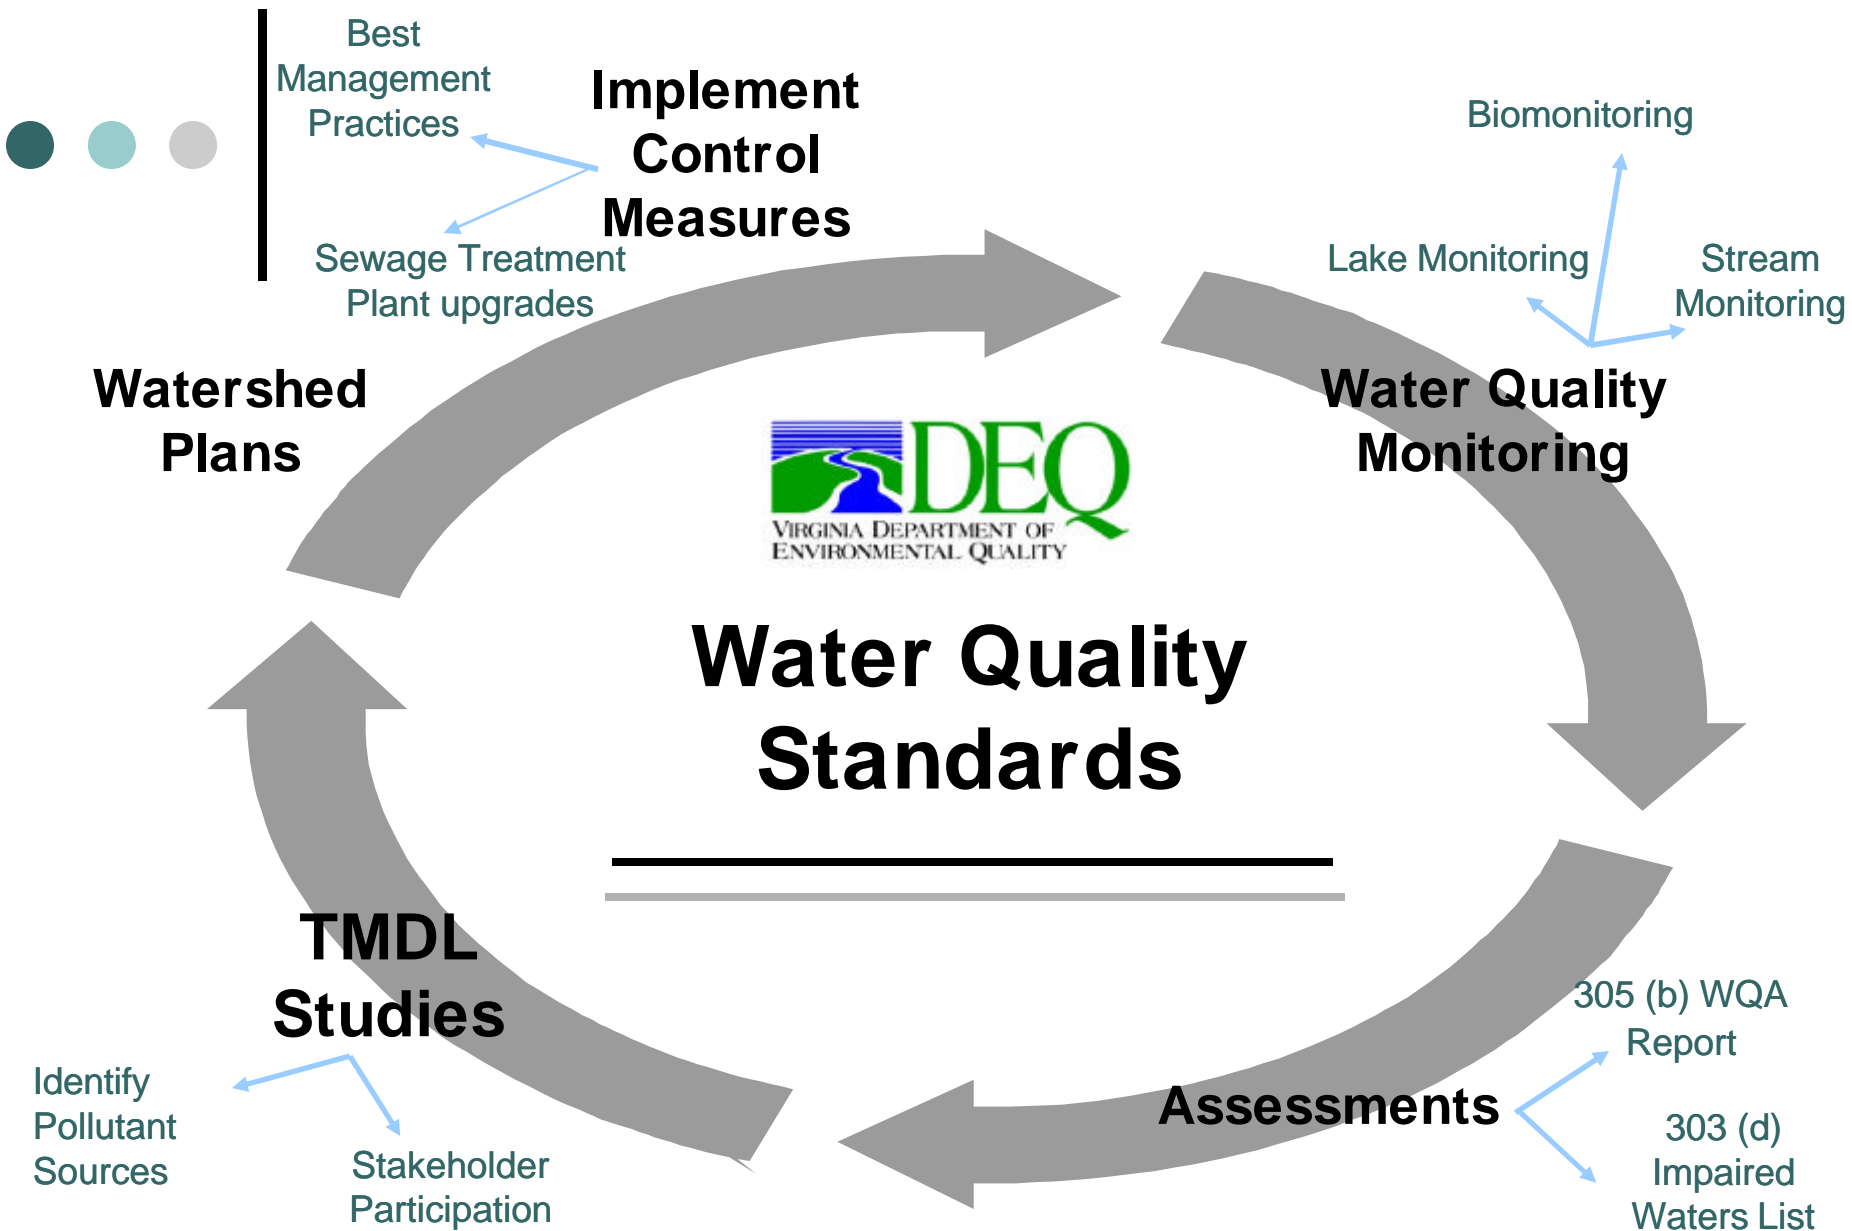 Best
Management
Practices
Implement
Control
Measures
Sewage Treatment
Plant upgrades
Biomonitoring
Lake Monitoring
Stream
Monitoring
Watershed
Plans
Water Quality
Monitoring
DEQ
VIRGINIA DEPARTMENT OF
ENVIRONMENTAL QUALITY
Water Quality
Standards
TMDL
Studies
Identify
Pollutant
Sources
Stakeholder
Participation
Assessments
305 (b) WQA
Report
303 (d)
Impaired
Waters List